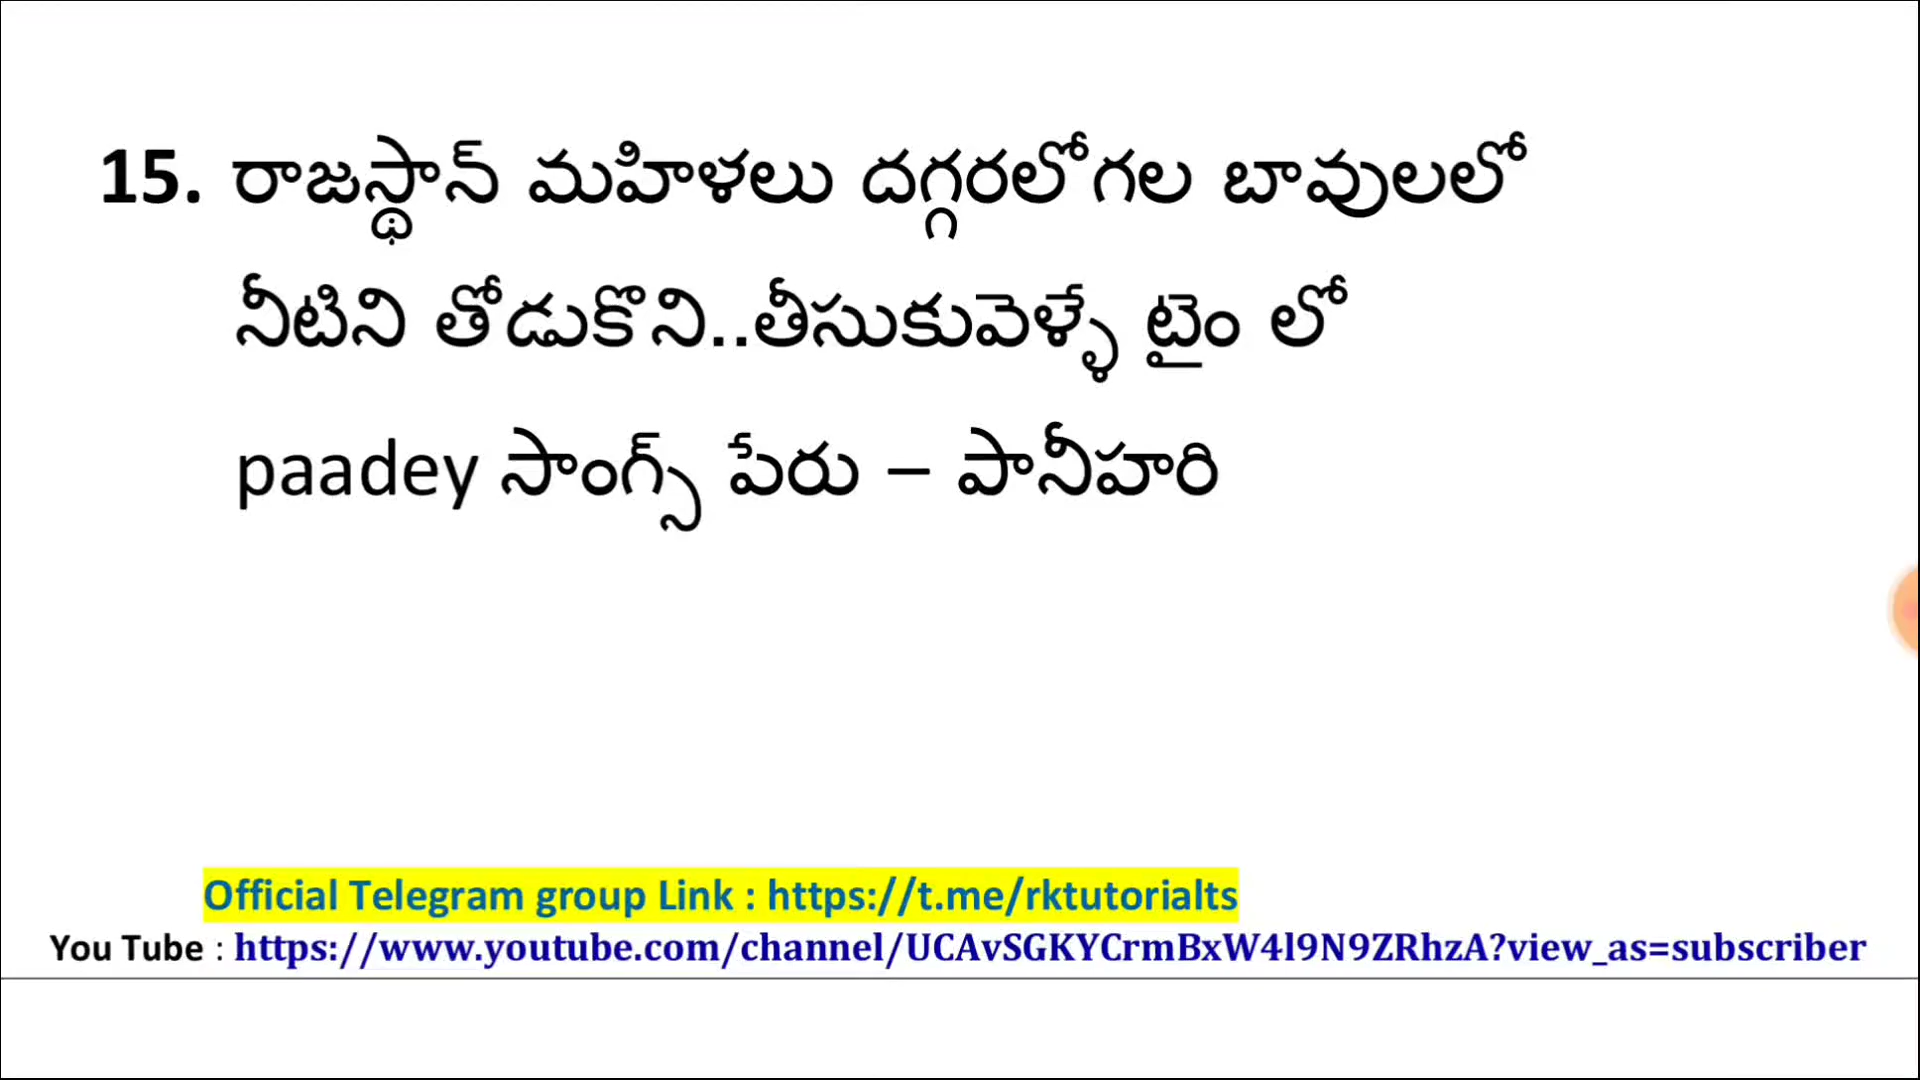 15. రాజస్థాన్ మహిళలు దగ్గరలోగల బావులలో
నీటిని తోడుకొని..తీసుకువెళ్ళే టైం లో
paadey సాంగ్స్ పేరు – పానీహరి
Official Telegram group Link : https://t.me/rktutorialts
You Tube : https://www.youtube.com/channel/UCAvSGKYCrmBxW4l9N9ZRhzA?view_as=subscriber